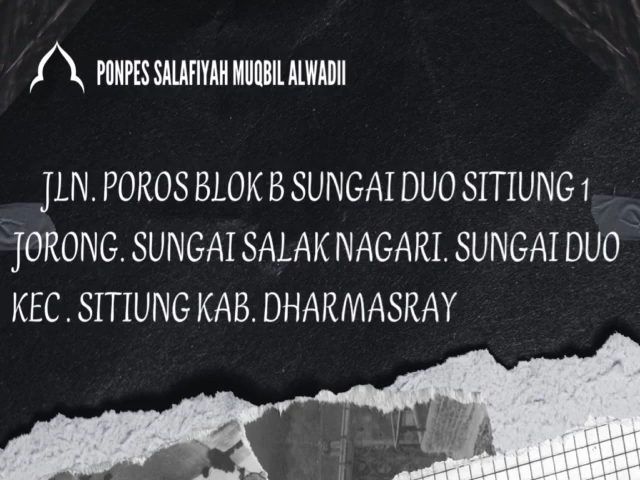 PONPES SALAFIYAH MUQBIL ALWADII
JLN. POROS BLOK B SUNGAI DUO SITIUNG 1
JORONG. SUNGAI SALAK NAGARI. SUNGAI DUO
KEC . SITIUNG KAB. DHARMASRAY